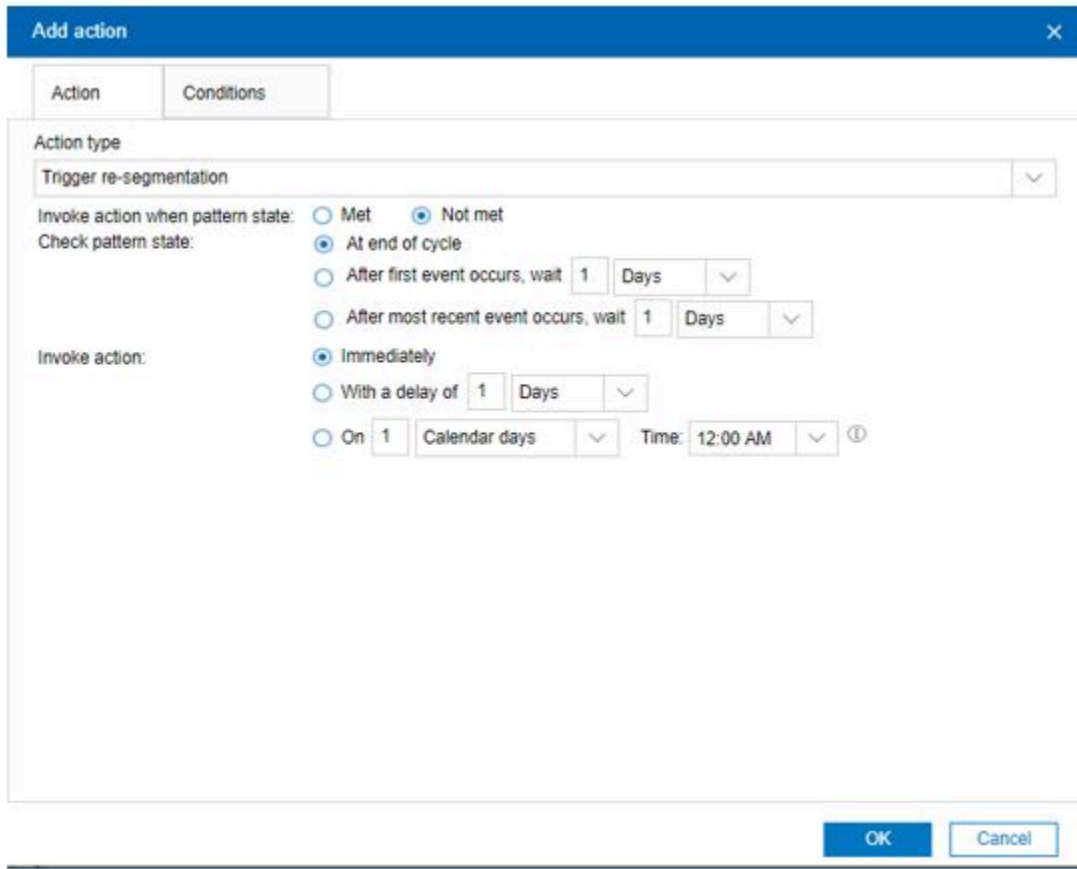 Add action
Action Conditions
Action type
Trigger re-segmentation
Invoke action when pattern state: Met Not met
Check pattern state: At end of cycle
After first event occurs, wait 1 Days
After most recent event occurs, wait 1 Days
Invoke action: Immediately
With a delay of 1 Days
On 1 Calendar days Time: 12:00 AM
OK Cancel